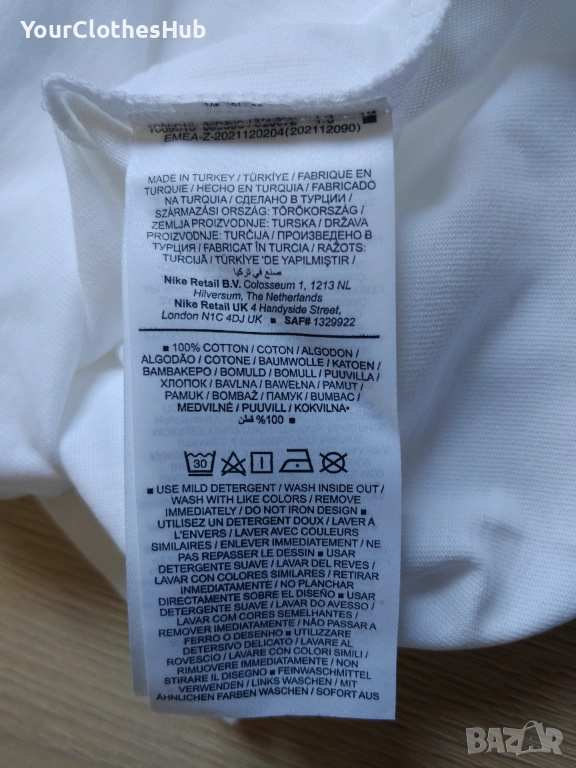 YourClothesHub
EMEA-Z-2021120204(202112090)
MADE IN TURKEY / TÜRKİYE / FABRIQUE EN
TURQUIE / HECHO EN TURQUIA / FABRICADO
NA TURQUIA / СДЕЛАНО В ТУРЦИИ /
SZÁRMAZÁSI ORSZÁG: TÖRÖKORSZÁG /
ZEMLJA PROIZVODNJE: TURSKA / DRŽAVA
PROIZVODNJE: TURČIJA / ПРОИЗВЕДЕНО В
ТУРЦИЯ / FABRICAT ÎN TURCIA / RAŽOTS:
TURCIJĀ / TÜRKİYE 'DE YAPILMIŞTIR /
صنع في تركيا
Nike Retail B.V. Colosseum 1, 1213 NL
Hilversum, The Netherlands
Nike Retail UK 4 Handyside Street,
London N1C 4DJ UK ■ SAF# 1329922
■ 100% COTTON / COTON / ALGODON /
ALGODÃO / COTONE / BAUMWOLLE / KATOEN /
ΒΑΜΒΑΚΕΡΟ / BOMULD / BOMULL / PUUVILLA /
ХЛОПОК / BAVLNA / BAWEŁNA / PAMUT /
PAMUK / BOMBAŽ / ПАМУК / BUMBAC /
MEDVILNĖ / PUUVILL / KOKVILNA•
%100 قطن
30
■ USE MILD DETERGENT / WASH INSIDE OUT /
WASH WITH LIKE COLORS / REMOVE
IMMEDIATELY / DO NOT IRON DESIGN ■
UTILISEZ UN DETERGENT DOUX / LAVER A
L'ENVERS / LAVER AVEC COULEURS
SIMILAIRES / ENLEVER IMMEDIATEMENT / NE
PAS REPASSER LE DESSIN ■ USAR
DETERGENTE SUAVE / LAVAR DEL REVES /
LAVAR CON COLORES SIMILARES / RETIRAR
INMEDIATAMENTE / NO PLANCHAR
DIRECTAMENTE SOBRE EL DISEÑO ■ USAR
DETERGENTE SUAVE / LAVAR DO AVESSO /
LAVAR COM CORES SEMELHANTES /
REMOVER IMEDIATAMENTE / NÃO PASSAR A
FERRO O DESENHO ■ UTILIZZARE
DETERSIVO DELICATO / LAVARE DA
ROVESCIO / LAVARE CON COLORI SIMILI /
RIMUOVERE IMMEDIATAMENTE / NON
STIRARE IL DISEGNO ■ FEINWASCHMITTEL
VERWENDEN / LINKS WASCHEN / MIT
ÄHNLICHEN FARBEN WASCHEN / SOFORT AUS
BAZAR